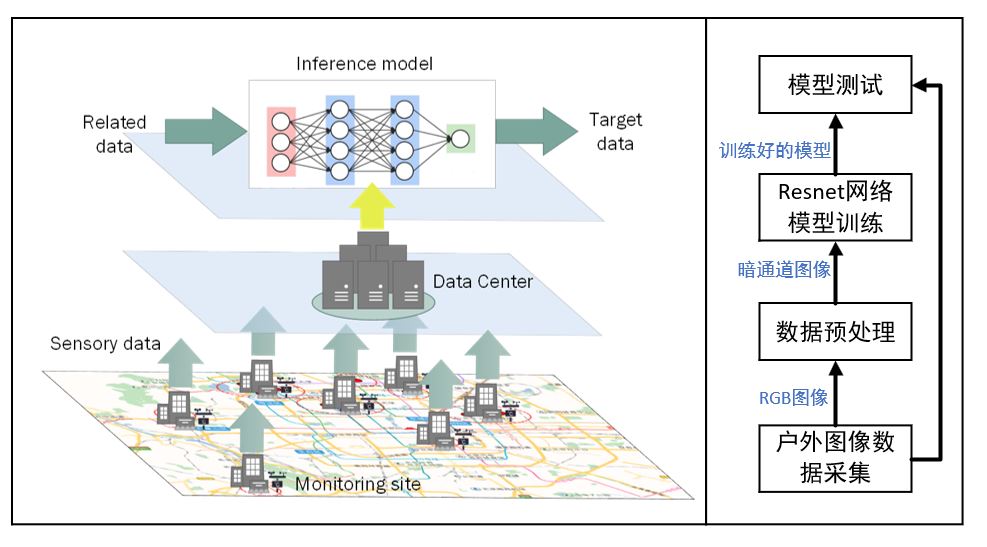 Inference model
Related
data
Target
data
Data Center
Sensory data
Monitoring site
模型测试
训练好的模型
Resnet网络
模型训练
暗通道图像
数据预处理
RGB图像
户外图像数
据采集